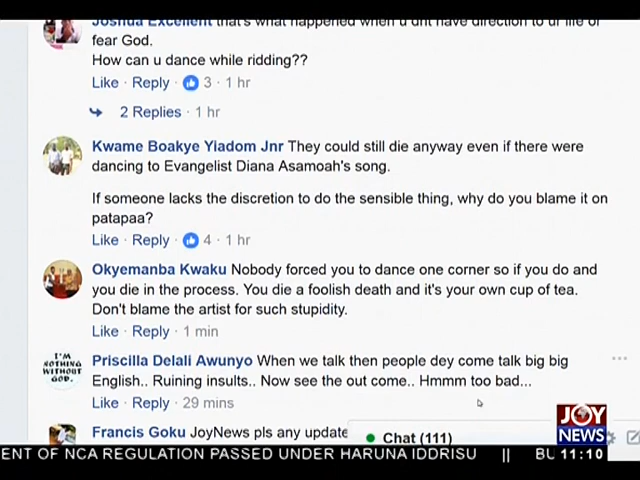 Joshua Excellent that's what happened when u dnt have direction to ur life or
fear God.
How can u dance while ridding??
Like · Reply · 3 · 1 hr
2 Replies · 1 hr
Kwame Boakye Yiadom Jnr They could still die anyway even if there were
dancing to Evangelist Diana Asamoah's song.
If someone lacks the discretion to do the sensible thing, why do you blame it on
patapaa?
Like · Reply · 4 · 1 hr
Okyemanba Kwaku Nobody forced you to dance one corner so if you do and
you die in the process. You die a foolish death and it's your own cup of tea.
Don't blame the artist for such stupidity.
Like · Reply · 1 min
I'M
NOTHING
WITHOUT
GOD.
Priscilla Delali Awunyo When we talk then people dey come talk big big
English.. Ruining insults.. Now see the out come.. Hmmm too bad...
Like · Reply · 29 mins
Francis Goku JoyNews pls any update
Chat (111)
JOY
NEWS
ENT OF NCA REGULATION PASSED UNDER HARUNA IDDRISU || BU
11:10